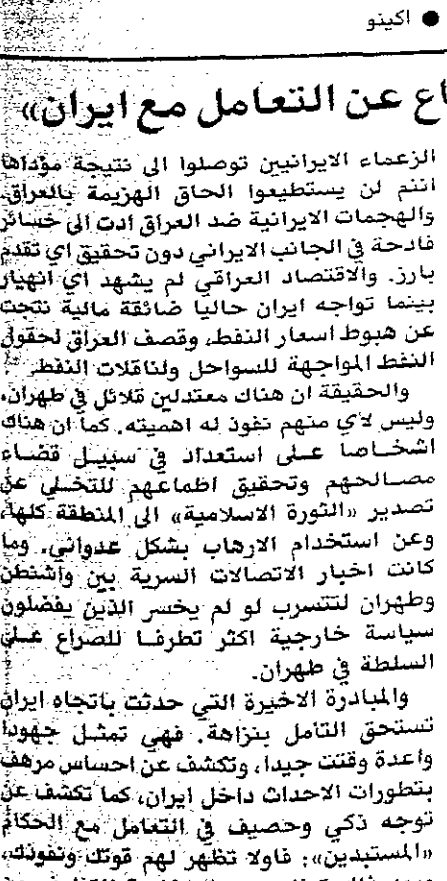 ● اكينو
اع عن التعامل مع ايران»
الزعماء الايرانيين توصلوا الى نتيجة مؤداها
انتم لن يستطيعوا الحاق الهزيمة بالعراق.
والهجمات الايرانية ضد العراق ادت الى خسائر
فادحة في الجانب الايراني دون تحقيق اي تقدم
بارز. والاقتصاد العراقي لم يشهد اي انهيار
بينما تواجه ايران حاليا ضائقة مالية نتجت
عن هبوط اسعار النفط، وقصف العراق لحقول
النفط المواجهة للسواحل ولناقلات النفط.
والحقيقة ان هناك معتدلين قلائل في طهران،
وليس لأي منهم نفوذ له اهميته. كما ان هناك
اشخاصا على استعداد في سبيل قضاء
مصالحهم وتحقيق اطماعهم للتخلي عن
تصدير «الثورة الاسلامية» الى المنطقة كلها،
وعن استخدام الارهاب بشكل عدواني. وما
كانت اخبار الاتصالات السرية بين واشنطن
وطهران لتتسرب لو لم يخسر الذين يفضلون
سياسة خارجية اكثر تطرفا للصراع على
السلطة في طهران.
والمبادرة الاخيرة التي حدثت باتجاه ايران
تستحق التأمل بنزاهة. فهي تمثل جهودا
واعدة وقتت جيدا، وتكشف عن احساس مرهف
بتطورات الاحداث داخل ايران، كما تكشف عن
توجه ذكي وحصيف في التعامل مع الحكام
«المستبدين»: فاولا تظهر لهم قوتك ونفوذك،